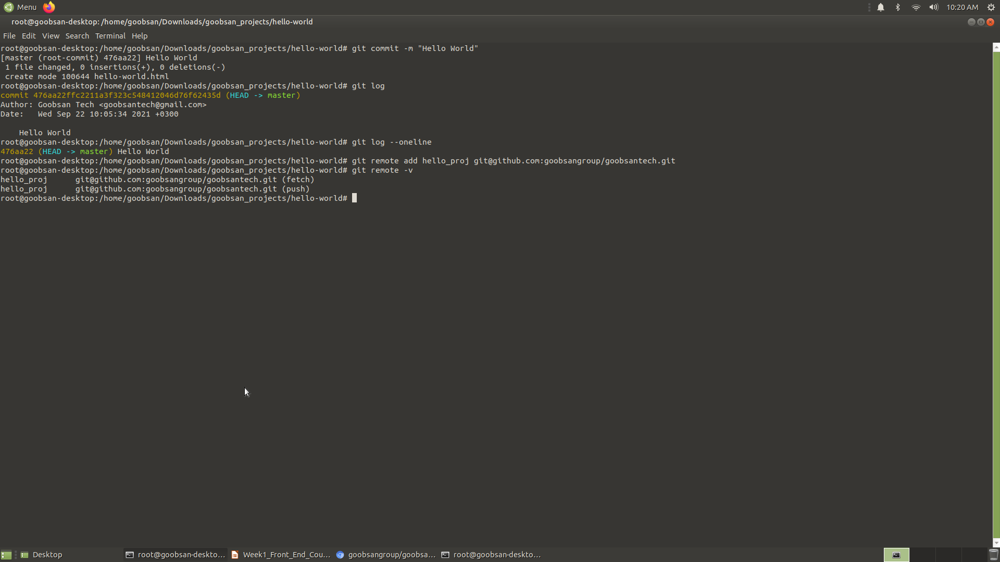 Menu
10:20 AM
root@goobsan-desktop: /home/goobsan/Downloads/goobsan_projects/hello-world
File Edit View Search Terminal Help
root@goobsan-desktop:/home/goobsan/Downloads/goobsan_projects/hello-world# git commit -m "Hello World"
[master (root-commit) 476aa22] Hello World
 1 file changed, 0 insertions(+), 0 deletions(-)
 create mode 100644 hello-world.html
root@goobsan-desktop:/home/goobsan/Downloads/goobsan_projects/hello-world# git log
commit 476aa22ffc2211a3f323c548412046d76f62435d (HEAD -> master)
Author: Goobsan Tech <goobsantech@gmail.com>
Date:   Wed Sep 22 10:05:34 2021 +0300
    Hello World
root@goobsan-desktop:/home/goobsan/Downloads/goobsan_projects/hello-world# git log --oneline
476aa22 (HEAD -> master) Hello World
root@goobsan-desktop:/home/goobsan/Downloads/goobsan_projects/hello-world# git remote add hello_proj git@github.com:goobsangroup/goobsantech.git
root@goobsan-desktop:/home/goobsan/Downloads/goobsan_projects/hello-world# git remote -v
hello_proj      git@github.com:goobsangroup/goobsantech.git (fetch)
hello_proj      git@github.com:goobsangroup/goobsantech.git (push)
root@goobsan-desktop:/home/goobsan/Downloads/goobsan_projects/hello-world#
Desktop
root@goobsan-deskto...
Week1_Front_End_Cou...
goobsangroup/goobsa...
root@goobsan-deskto...